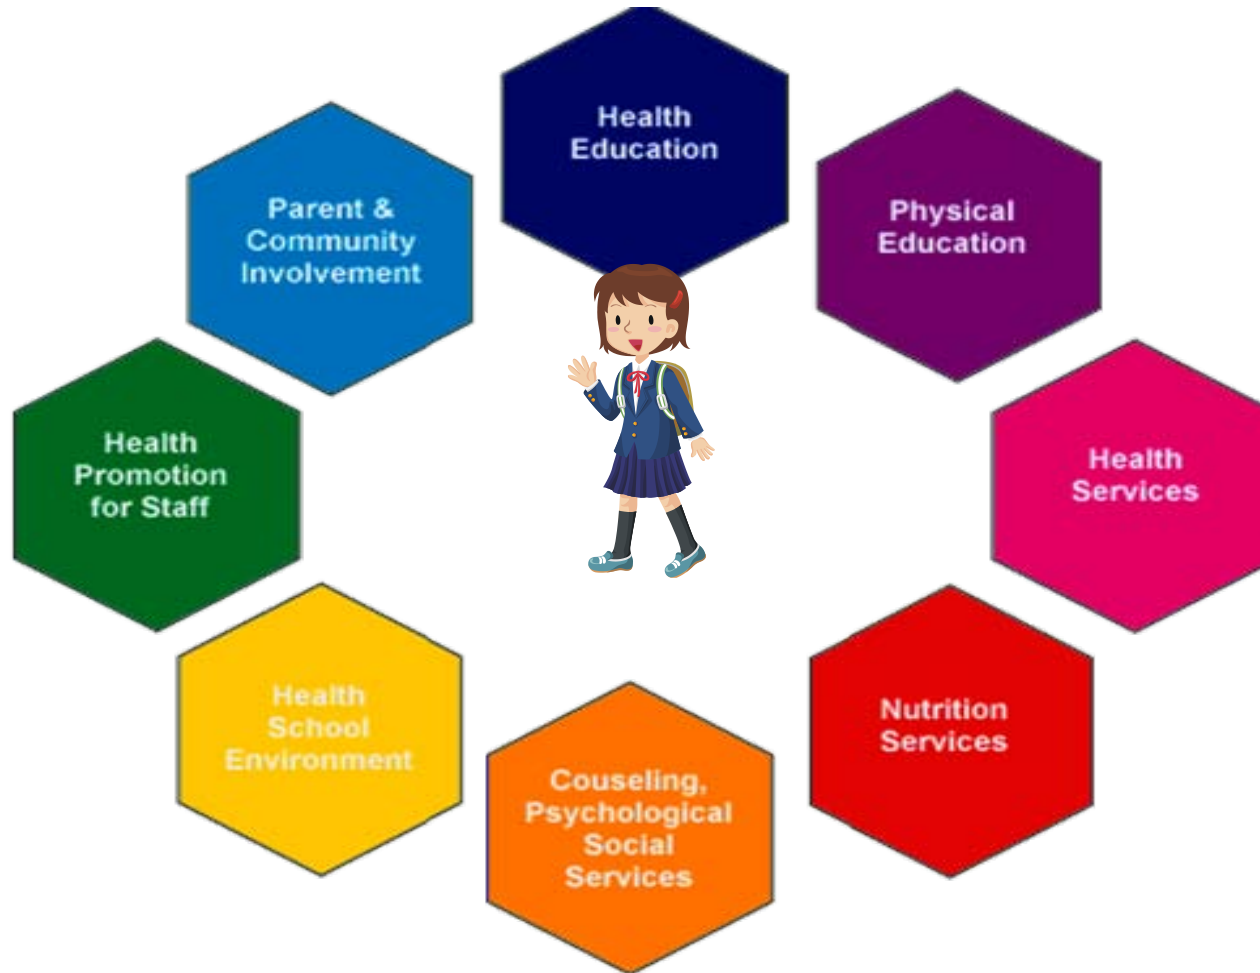 Health
Education
Physical
Education
Health
Services
Nutrition
Services
Couseling,
Psychological
Social
Services
Health
School
Environment
Health
Promotion
for Staff
Parent &
Community
Involvement